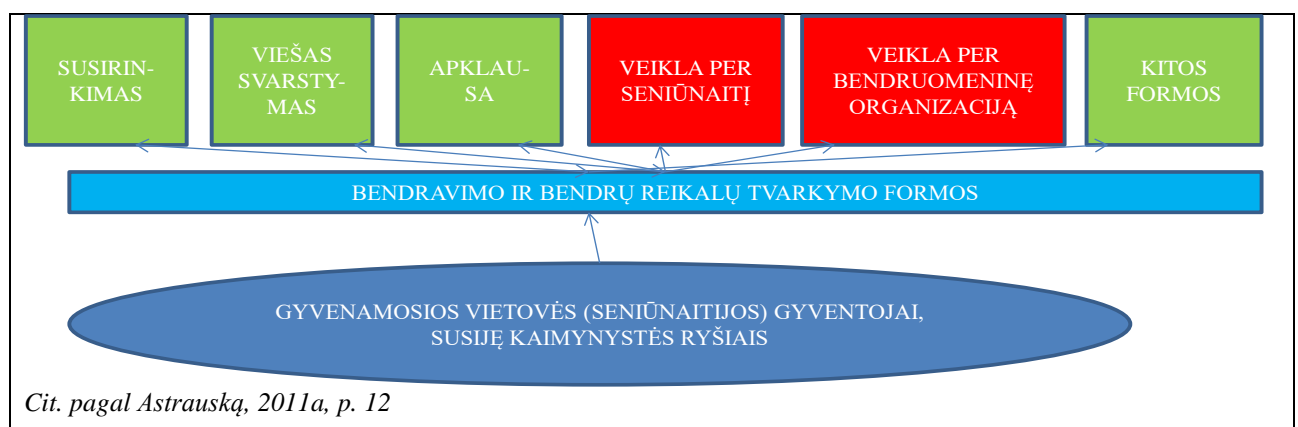 SUSIRIN-
KIMAS
VIEŠAS
SVARSTY-
MAS
APKLAU-
SA
VEIKLA PER
SENIŪNAITĮ
VEIKLA PER
BENDRUOMENINĘ
ORGANIZACIJĄ
KITOS
FORMOS
BENDRAVIMO IR BENDRŲ REIKALŲ TVARKYMO FORMOS
GYVENAMOSIOS VIETOVĖS (SENIŪNAITIJOS) GYVENTOJAI,
SUSIJĘ KAIMYNYSTĖS RYŠIAIS
Cit. pagal Astrauską, 2011a, p. 12